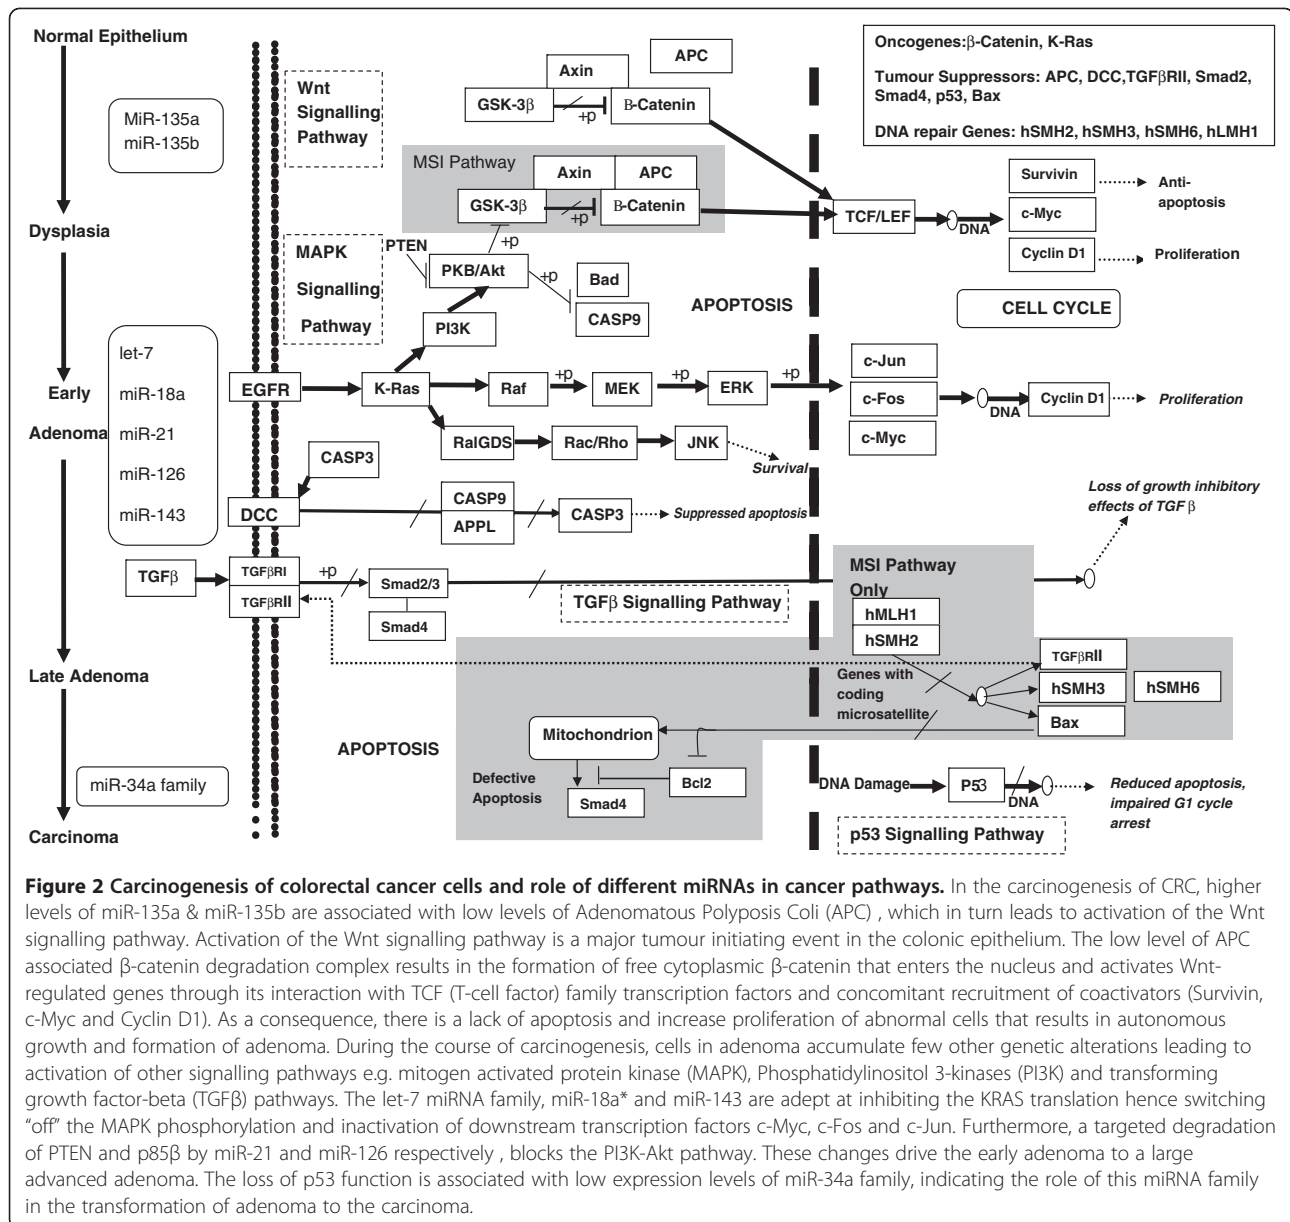 Normal Epithelium
MiR-135a
miR-135b
Dysplasia
Early
Adenoma
let-7
miR-18a
miR-21
miR-126
miR-143
Late Adenoma
miR-34a family
Carcinoma
Wnt
Signalling
Pathway
APC
Axin
GSK-3β
+p
B-Catenin
MSI Pathway
Axin
APC
GSK-3β
+p
B-Catenin
+p
PTEN
PKB/Akt
+p
Bad
CASP9
MAPK
Signalling
Pathway
PI3K
APOPTOSIS
EGFR
K-Ras
Raf
+p
MEK
+p
ERK
+p
RalGDS
Rac/Rho
JNK
Survival
CASP3
DCC
CASP9
APPL
CASP3
Suppressed apoptosis
TGFβ
TGFβRI
TGFβRII
+p
Smad2/3
Smad4
TGFβ Signalling Pathway
Oncogenes:β-Catenin, K-Ras
Tumour Suppressors: APC, DCC,TGFβRII, Smad2,
Smad4, p53, Bax
DNA repair Genes: hSMH2, hSMH3, hSMH6, hLMH1
TCF/LEF
DNA
Survivin
c-Myc
Cyclin D1
Anti-
apoptosis
Proliferation
CELL CYCLE
c-Jun
c-Fos
c-Myc
DNA
Cyclin D1
Proliferation
Loss of growth inhibitory
effects of TGF β
MSI Pathway
Only
hMLH1
hSMH2
Genes with
coding
microsatellite
TGFβRII
hSMH3
hSMH6
Bax
APOPTOSIS
Mitochondrion
Defective
Apoptosis
Smad4
Bcl2
DNA Damage
P53
DNA
Reduced apoptosis,
impaired G1 cycle
arrest
p53 Signalling Pathway
Figure 2 Carcinogenesis of colorectal cancer cells and role of different miRNAs in cancer pathways. In the carcinogenesis of CRC, higher
levels of miR-135a & miR-135b are associated with low levels of Adenomatous Polyposis Coli (APC) , which in turn leads to activation of the Wnt
signalling pathway. Activation of the Wnt signalling pathway is a major tumour initiating event in the colonic epithelium. The low level of APC
associated β-catenin degradation complex results in the formation of free cytoplasmic β-catenin that enters the nucleus and activates Wnt-
regulated genes through its interaction with TCF (T-cell factor) family transcription factors and concomitant recruitment of coactivators (Survivin,
c-Myc and Cyclin D1). As a consequence, there is a lack of apoptosis and increase proliferation of abnormal cells that results in autonomous
growth and formation of adenoma. During the course of carcinogenesis, cells in adenoma accumulate few other genetic alterations leading to
activation of other signalling pathways e.g. mitogen activated protein kinase (MAPK), Phosphatidylinositol 3-kinases (PI3K) and transforming
growth factor-beta (TGFβ) pathways. The let-7 miRNA family, miR-18a* and miR-143 are adept at inhibiting the KRAS translation hence switching
“off” the MAPK phosphorylation and inactivation of downstream transcription factors c-Myc, c-Fos and c-Jun. Furthermore, a targeted degradation
of PTEN and p85β by miR-21 and miR-126 respectively , blocks the PI3K-Akt pathway. These changes drive the early adenoma to a large
advanced adenoma. The loss of p53 function is associated with low expression levels of miR-34a family, indicating the role of this miRNA family
in the transformation of adenoma to the carcinoma.